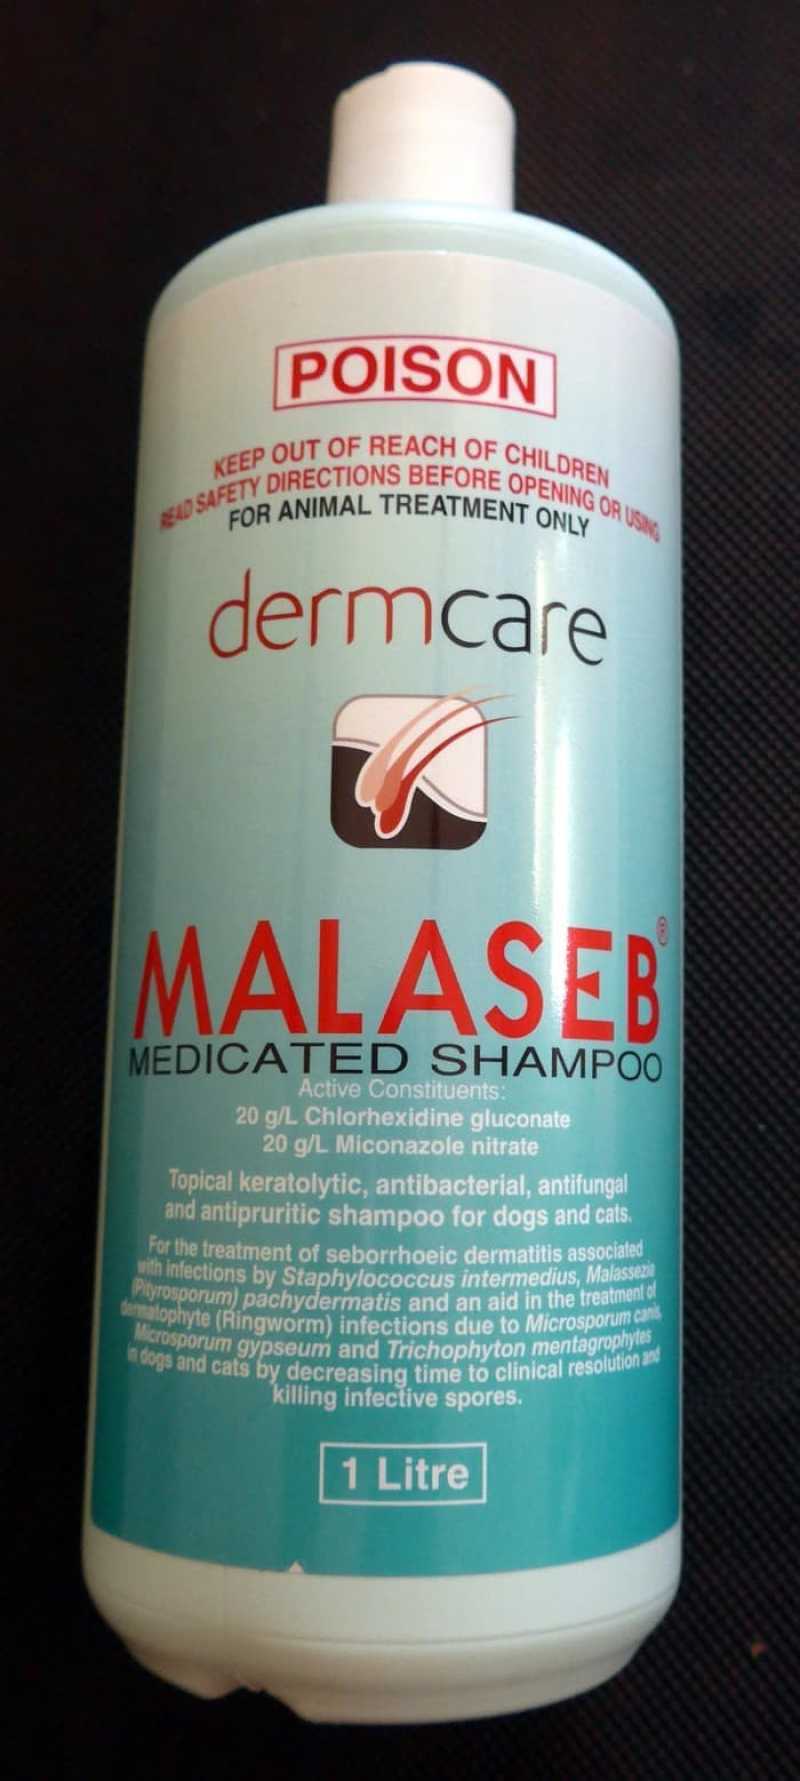 POISON
KEEP OUT OF REACH OF CHILDREN
READ SAFETY DIRECTIONS BEFORE OPENING OR USING
FOR ANIMAL TREATMENT ONLY
dermcare
MALASEB®
MEDICATED SHAMPOO
Active Constituents:
20 g/L Chlorhexidine gluconate
20 g/L Miconazole nitrate
Topical keratolytic, antibacterial, antifungal
and antipruritic shampoo for dogs and cats.
For the treatment of seborrhoeic dermatitis associated
with infections by Staphylococcus intermedius, Malassezia
(Pityrosporum) pachydermatis and an aid in the treatment of
dermatophyte (Ringworm) infections due to Microsporum canis,
Microsporum gypseum and Trichophyton mentagrophytes
in dogs and cats by decreasing time to clinical resolution and
killing infective spores.
1 Litre